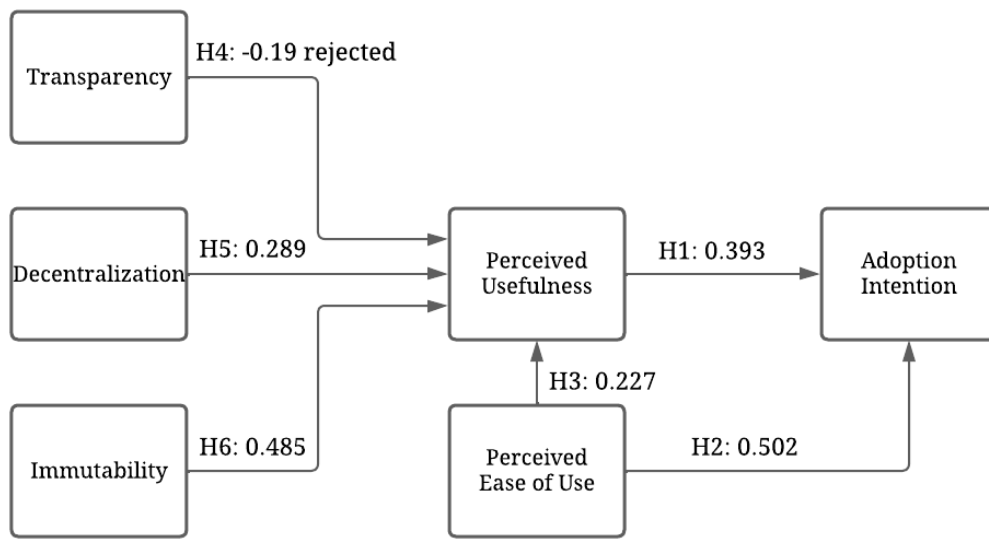 H4: -0.19 rejected
Transparency
H5: 0.289
Decentralization
Perceived
Usefulness
H1: 0.393
Adoption
Intention
H3: 0.227
H6: 0.485
Immutability
Perceived
Ease of Use
H2: 0.502